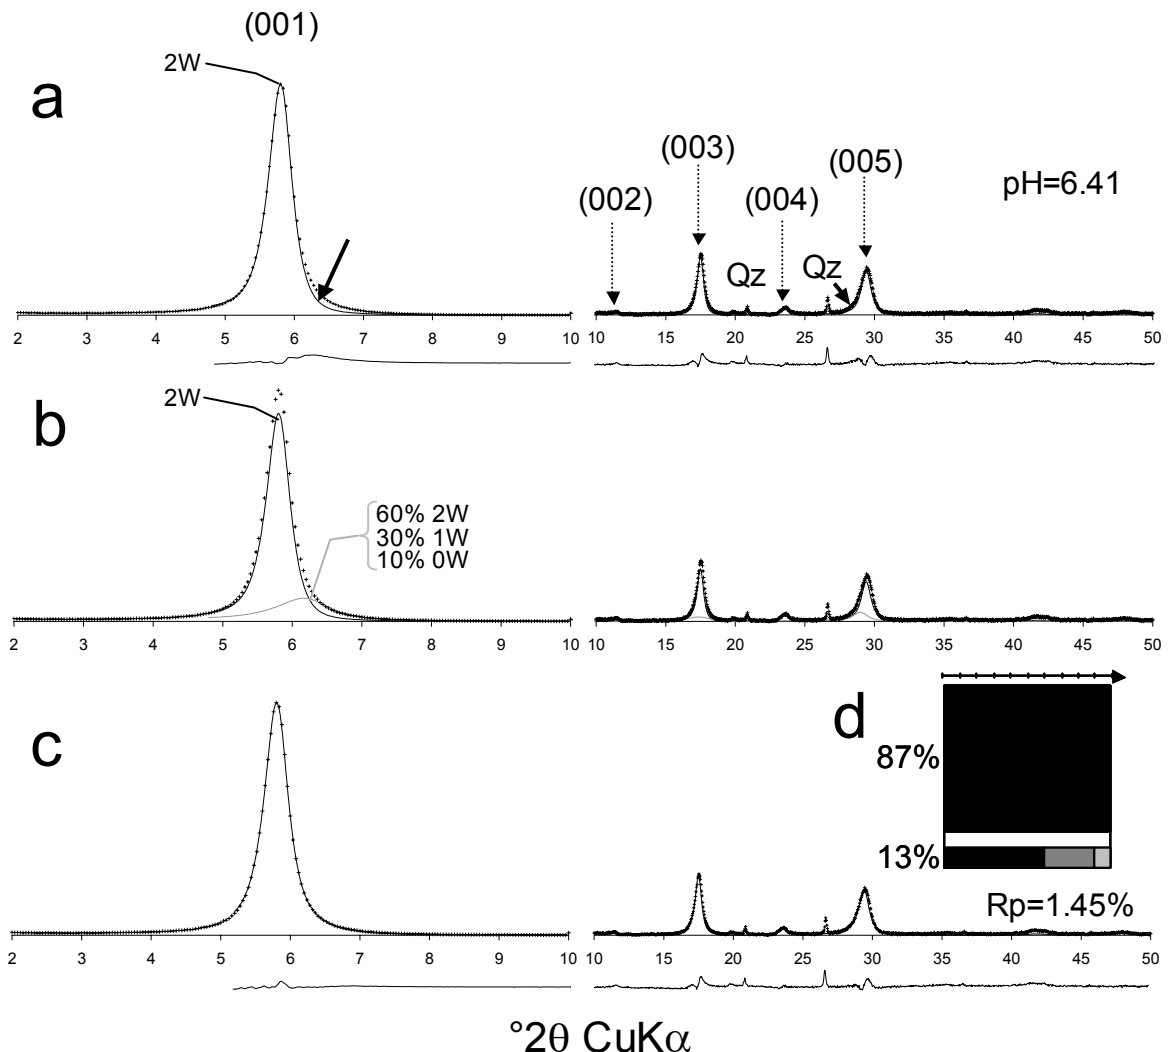 (001)
2W
a
(002)
(003)
(004)
(005)
Qz
Qz
pH=6.41
2 3 4 5 6 7 8 9 10
10 15 20 25 30 35 40 45 50
2W
b
60% 2W
30% 1W
10% 0W
2 3 4 5 6 7 8 9 10
10 15 20 25 30 35 40 45 50
c
d
87%
13%
Rp=1.45%
2 3 4 5 6 7 8 9 10
10 15 20 25 30 35 40 45 50
°2θ CuKα